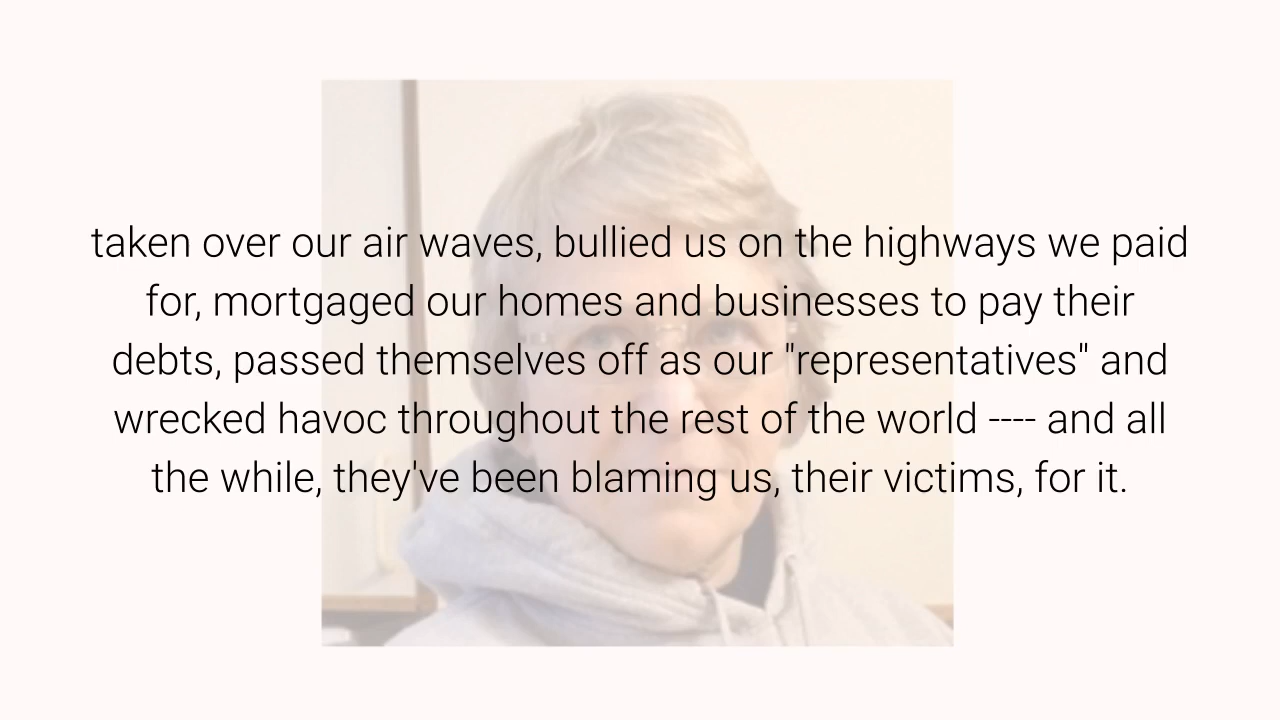 taken over our air waves, bullied us on the highways we paid
for, mortgaged our homes and businesses to pay their
debts, passed themselves off as our "representatives" and
wrecked havoc throughout the rest of the world ---- and all
the while, they've been blaming us, their victims, for it.